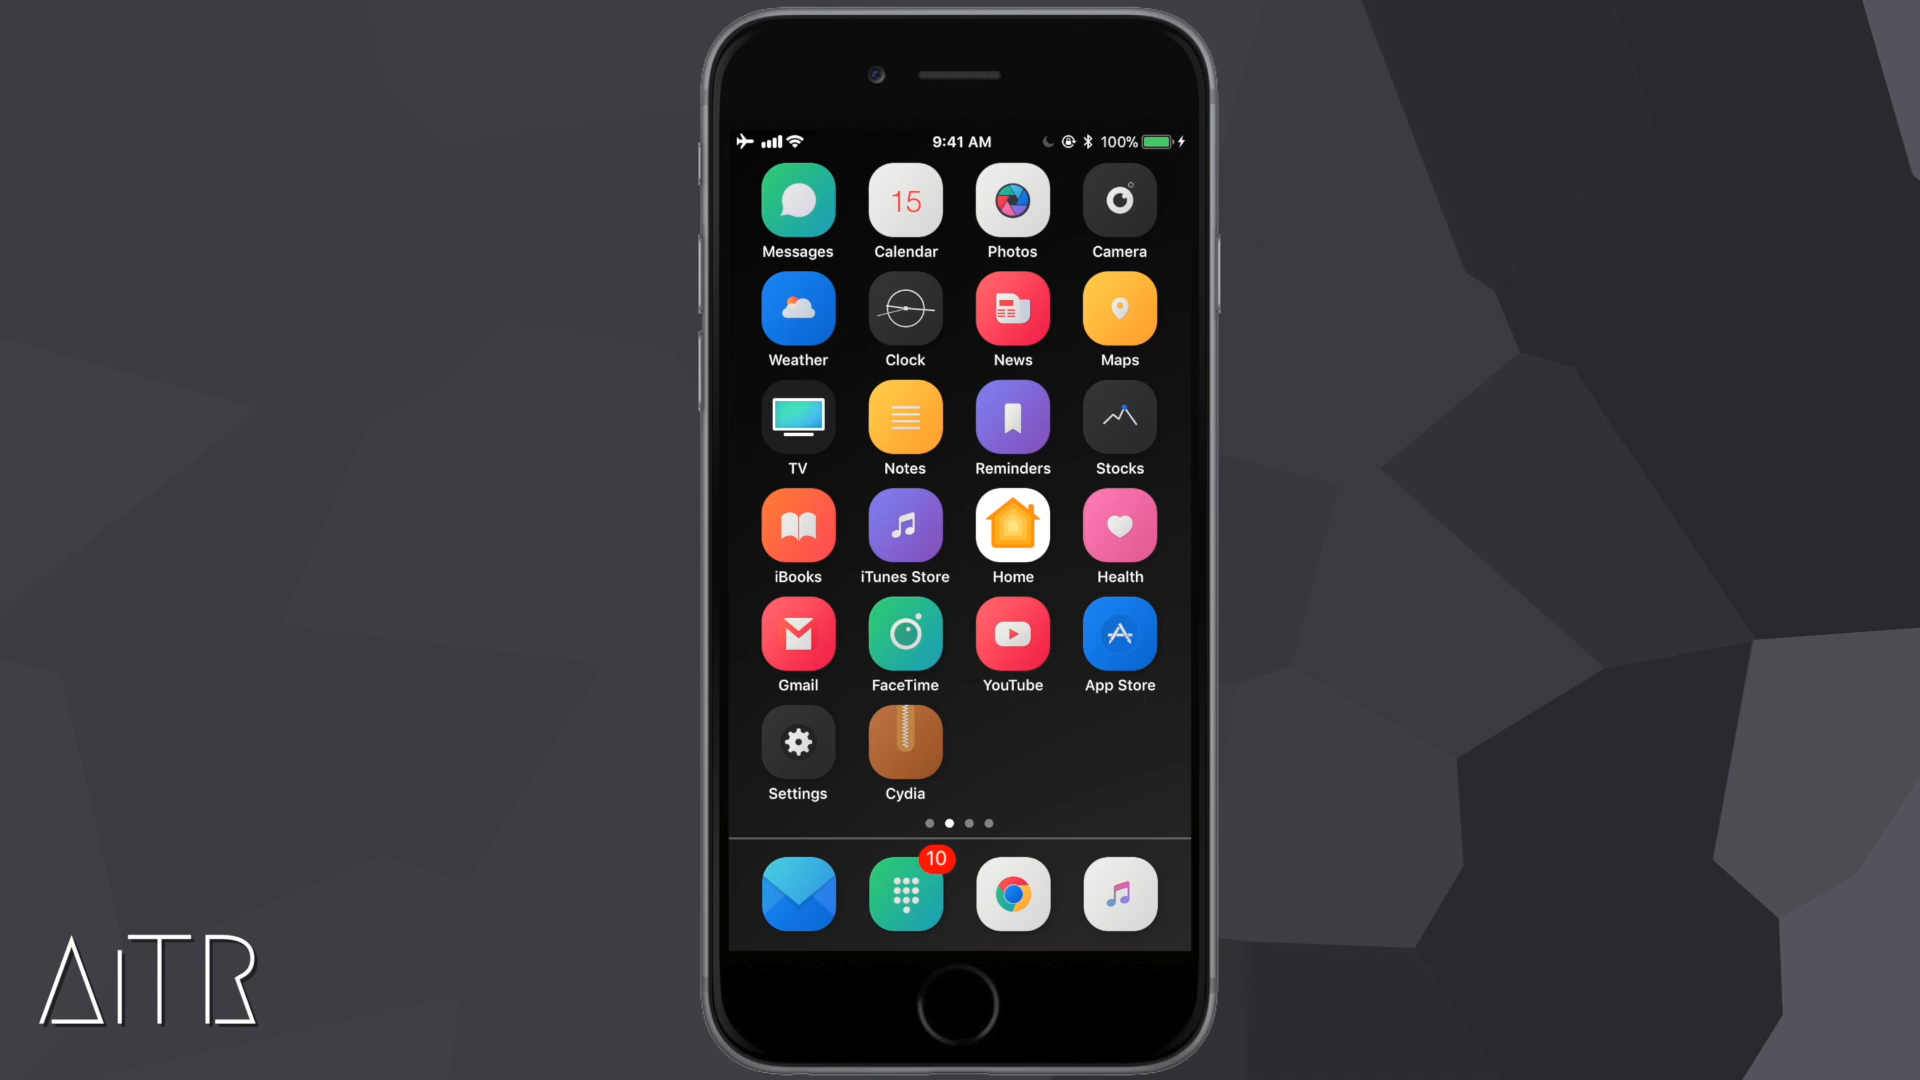 9:41 AM 100%
15
Messages Calendar Photos Camera
Weather Clock News Maps
TV Notes Reminders Stocks
iBooks iTunes Store Home Health
Gmail FaceTime YouTube App Store
Settings Cydia
10
AiTR